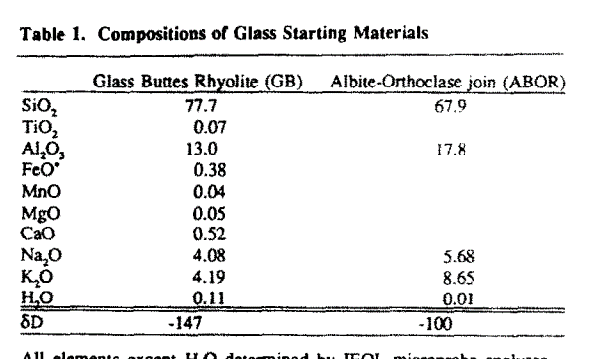 Table 1. Compositions of Glass Starting Materials
Glass Buttes Rhyolite (GB) Albite-Orthoclase join (ABOR)
SiO₂ 77.7 67.9
TiO₂ 0.07
Al₂O₃ 13.0 17.8
FeO* 0.38
MnO 0.04
MgO 0.05
CaO 0.52
Na₂O 4.08 5.68
K₂O 4.19 8.65
H₂O 0.11 0.01
δD -147 -100
All elements except H₂O determined by JEOL microprobe analyses